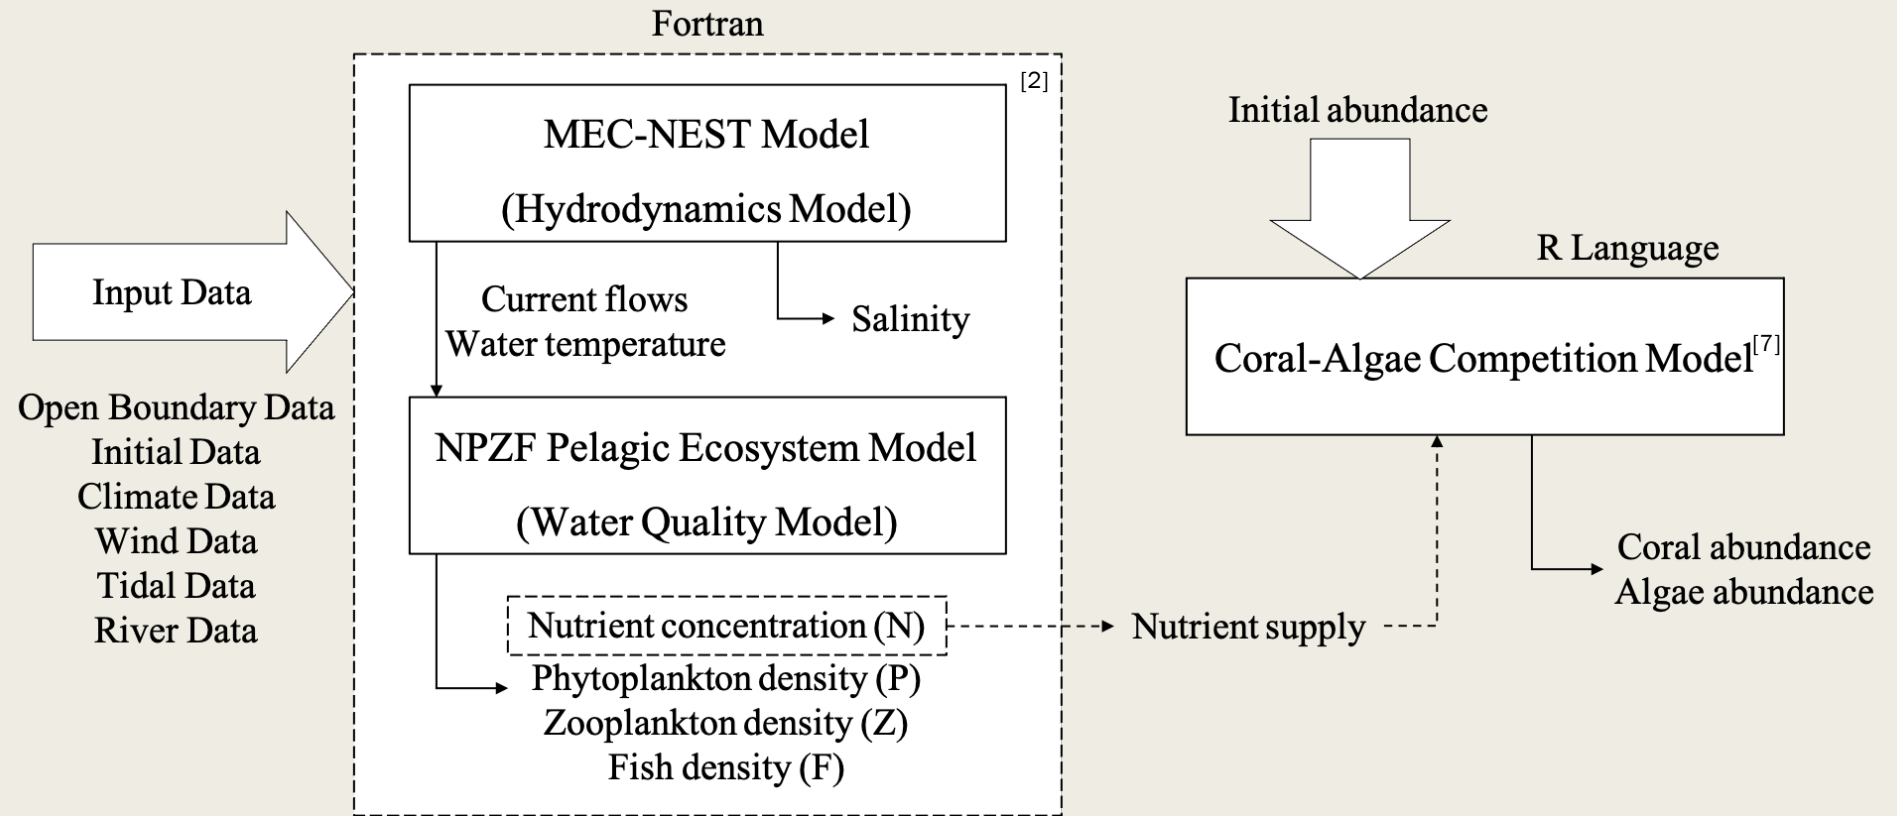 Fortran
[2]
MEC-NEST Model
(Hydrodynamics Model)
Input Data
Open Boundary Data
Initial Data
Climate Data
Wind Data
Tidal Data
River Data
Current flows
Water temperature
Salinity
NPZF Pelagic Ecosystem Model
(Water Quality Model)
Nutrient concentration (N)
Phytoplankton density (P)
Zooplankton density (Z)
Fish density (F)
Nutrient supply
Initial abundance
R Language
Coral-Algae Competition Model[7]
Coral abundance
Algae abundance